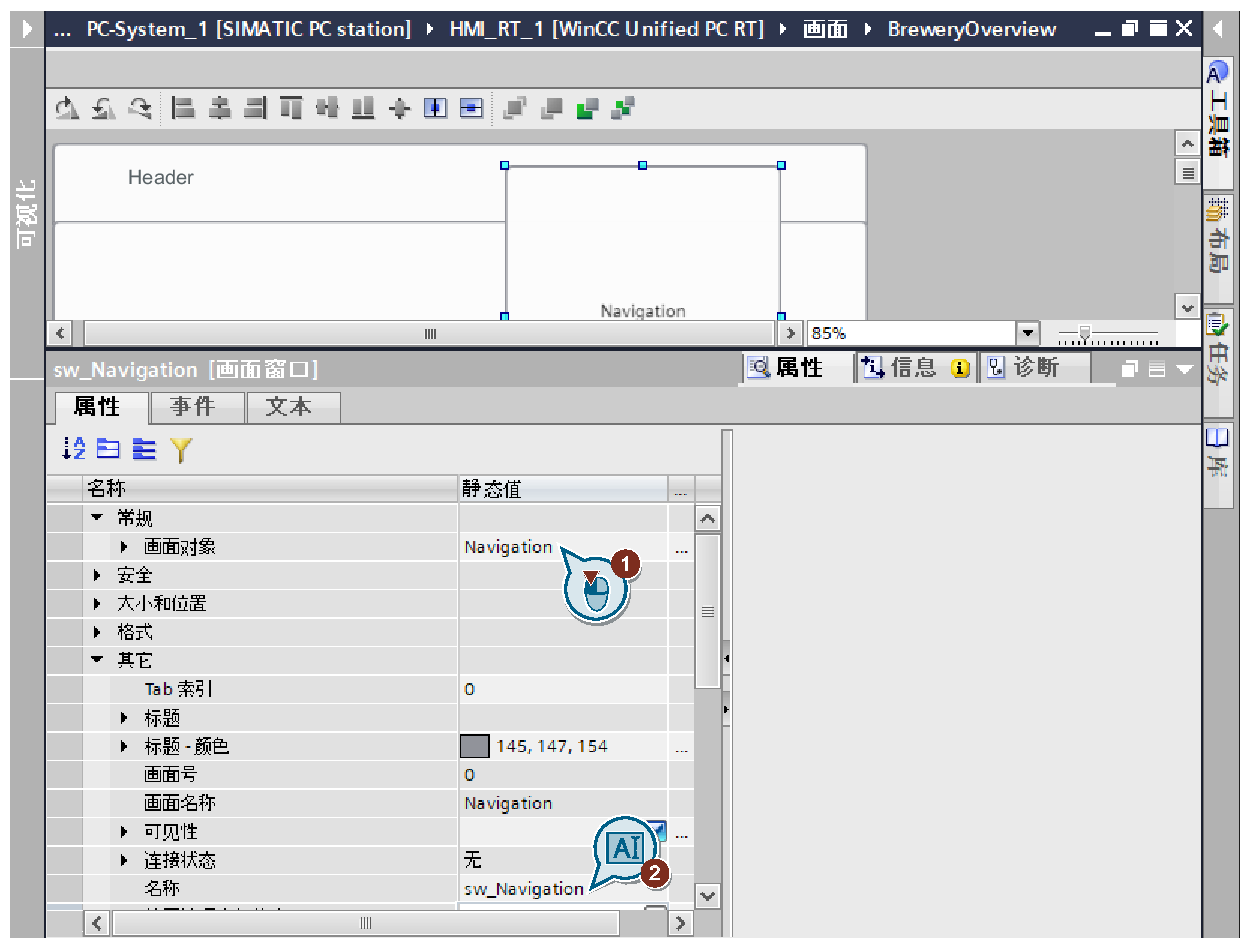 ... PC-System_1 [SIMATIC PC station] HMI_RT_1 [WinCC Unified PC RT] 画面 BreweryOverview
工具箱
布局
任务
库
可视化
Header
Navigation
85%
sw_Navigation [画面窗口]
属性 信息 诊断
属性 事件 文本
名称 静态值 ...
常规
画面对象 Navigation ...
1
安全
大小和位置
格式
其它
Tab 索引 0
标题
标题 - 颜色 145, 147, 154 ...
画面号 0
画面名称 Navigation
可见性 ...
连接状态 无
AI
2
名称 sw_Navigation